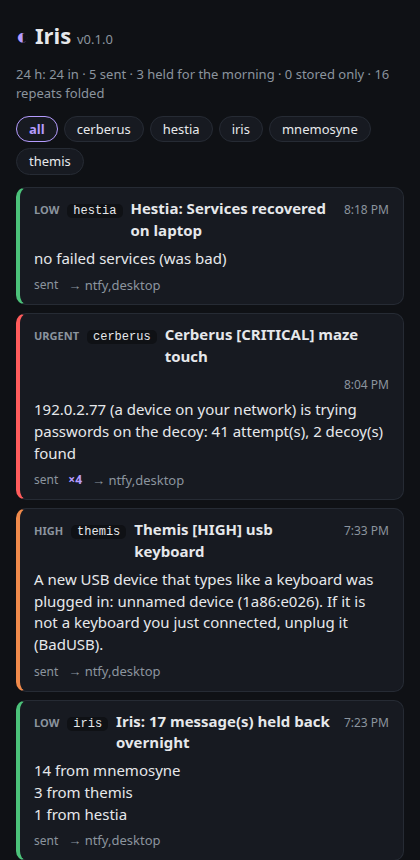 Iris v0.1.0
24 h: 24 in · 5 sent · 3 held for the morning · 0 stored only · 16
repeats folded
all cerberus hestia iris mnemosyne
themis
LOW hestia Hestia: Services recovered 8:18 PM
on laptop
no failed services (was bad)
sent → ntfy,desktop
URGENT cerberus Cerberus [CRITICAL] maze
touch
8:04 PM
192.0.2.77 (a device on your network) is trying
passwords on the decoy: 41 attempt(s), 2 decoy(s)
found
sent ×4 → ntfy,desktop
HIGH themis Themis [HIGH] usb 7:33 PM
keyboard
A new USB device that types like a keyboard was
plugged in: unnamed device (1a86:e026). If it is
not a keyboard you just connected, unplug it
(BadUSB).
sent → ntfy,desktop
LOW iris Iris: 17 message(s) held back 7:23 PM
overnight
14 from mnemosyne
3 from themis
1 from hestia
sent → ntfy,desktop